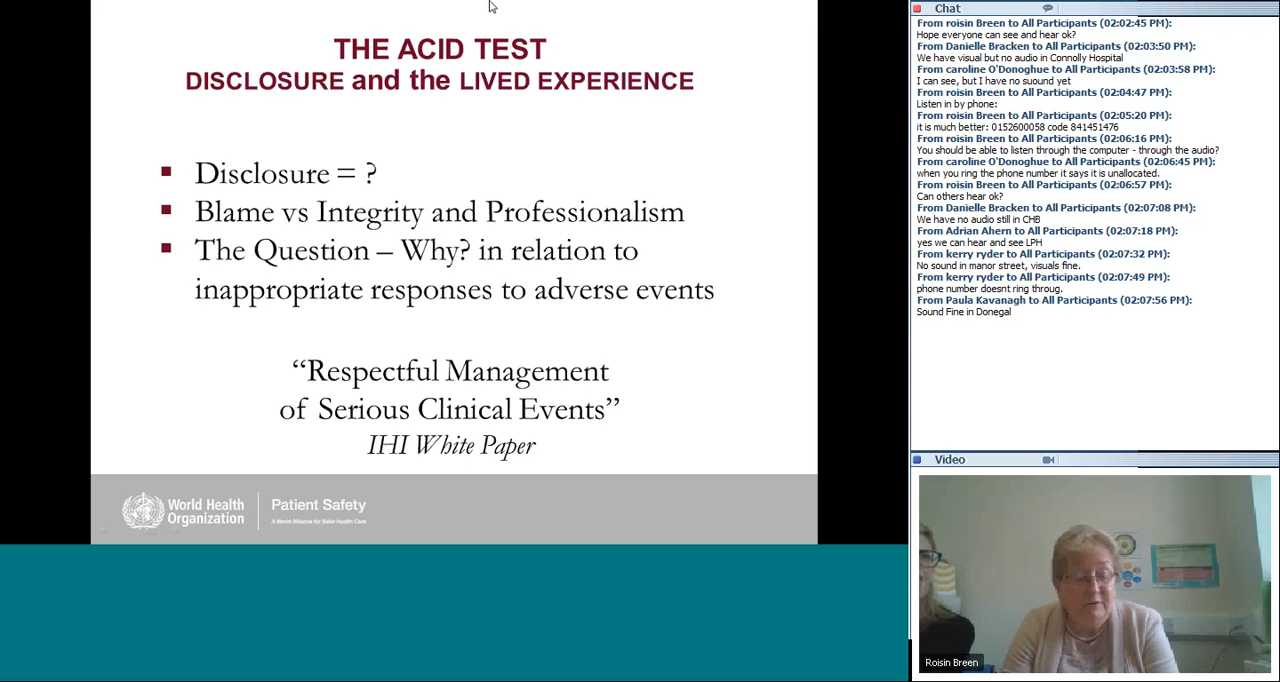 THE ACID TEST
DISCLOSURE and the LIVED EXPERIENCE
Disclosure = ?
Blame vs Integrity and Professionalism
The Question – Why? in relation to
inappropriate responses to adverse events
“Respectful Management
of Serious Clinical Events”
IHI White Paper
World Health
Organization
Patient Safety
A World Alliance for Safer Health Care
Chat
From roisin Breen to All Participants (02:02:45 PM):
Hope everyone can see and hear ok?
From Danielle Bracken to All Participants (02:03:50 PM):
We have visual but no audio in Connolly Hospital
From caroline O'Donoghue to All Participants (02:03:58 PM):
I can see, but I have no suound yet
From roisin Breen to All Participants (02:04:47 PM):
Listen in by phone:
From roisin Breen to All Participants (02:05:20 PM):
it is much better: 0152600058 code 841451476
From roisin Breen to All Participants (02:06:16 PM):
You should be able to listen through the computer - through the audio?
From caroline O'Donoghue to All Participants (02:06:45 PM):
when you ring the phone number it says it is unallocated.
From roisin Breen to All Participants (02:06:57 PM):
Can others hear ok?
From Danielle Bracken to All Participants (02:07:08 PM):
We have no audio still in CHB
From Adrian Ahern to All Participants (02:07:18 PM):
yes we can hear and see LPH
From kerry ryder to All Participants (02:07:32 PM):
No sound in manor street, visuals fine.
From kerry ryder to All Participants (02:07:49 PM):
phone number doesnt ring throug.
From Paula Kavanagh to All Participants (02:07:56 PM):
Sound Fine in Donegal
Video
Roisin Breen